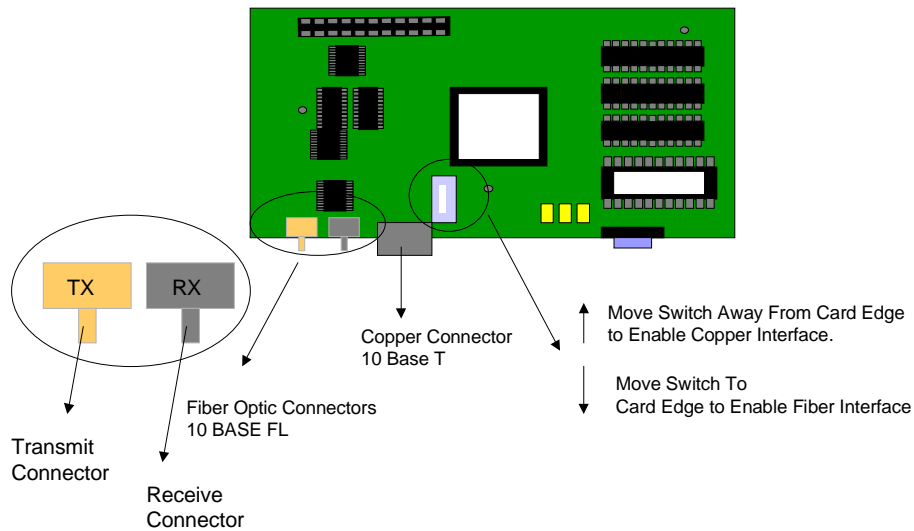 TX
RX
Copper Connector
10 Base T
Move Switch Away From Card Edge
to Enable Copper Interface.
Move Switch To
Card Edge to Enable Fiber Interface
Fiber Optic Connectors
10 BASE FL
Transmit
Connector
Receive
Connector